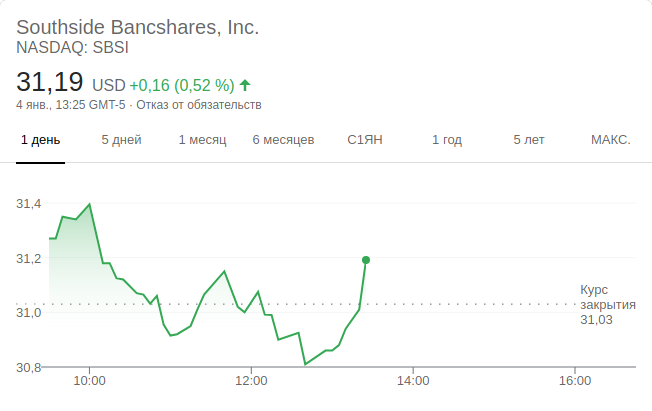 Southside Bancshares, Inc.
NASDAQ: SBSI
31,19 USD +0,16 (0,52 %)
4 янв., 13:25 GMT-5 · Отказ от обязательств
1 день 5 дней 1 месяц 6 месяцев С1ЯН 1 год 5 лет МАКС.
31,4
31,2
31,0
30,8
Курс
закрытия
31,03
10:00 12:00 14:00 16:00